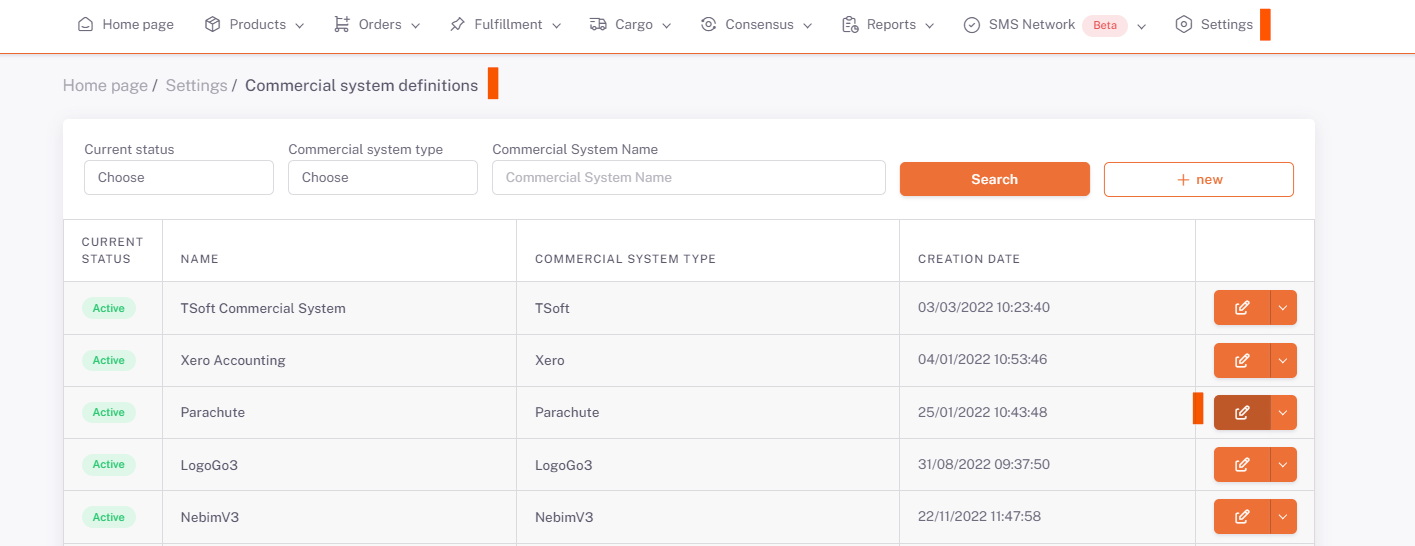 Home page Products Orders Fulfillment Cargo Consensus Reports SMS Network Beta Settings
Home page / Settings / Commercial system definitions
Current status Commercial system type Commercial System Name
Choose Choose Commercial System Name Search + new
CURRENT
STATUS NAME COMMERCIAL SYSTEM TYPE CREATION DATE
Active TSoft Commercial System TSoft 03/03/2022 10:23:40
Active Xero Accounting Xero 04/01/2022 10:53:46
Active Parachute Parachute 25/01/2022 10:43:48
Active LogoGo3 LogoGo3 31/08/2022 09:37:50
Active NebimV3 NebimV3 22/11/2022 11:47:58